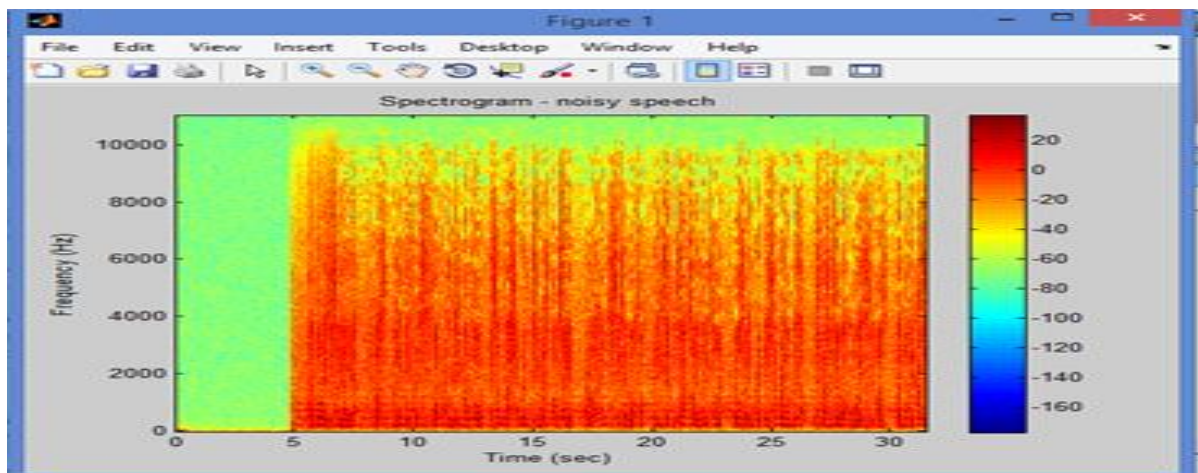 Figure 1
File Edit View Insert Tools Desktop Window Help
Spectrogram - noisy speech
Frequency (Hz)
10000
8000
6000
4000
2000
0
0 5 10 15 20 25 30
Time (sec)
20
0
-20
-40
-60
-80
-100
-120
-140
-160